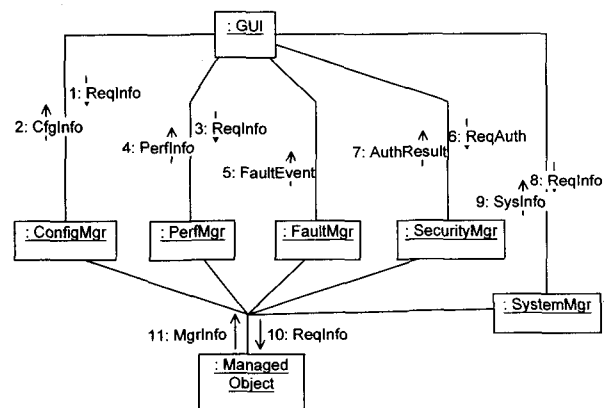 : GUI
1: ReqInfo
2: CfgInfo
3: ReqInfo
4: PerfInfo
5: FaultEvent
6: ReqAuth
7: AuthResult
8: ReqInfo
9: SysInfo
: ConfigMgr
: PerfMgr
: FaultMgr
: SecurityMgr
: SystemMgr
11: MgrInfo
10: ReqInfo
: Managed
Object